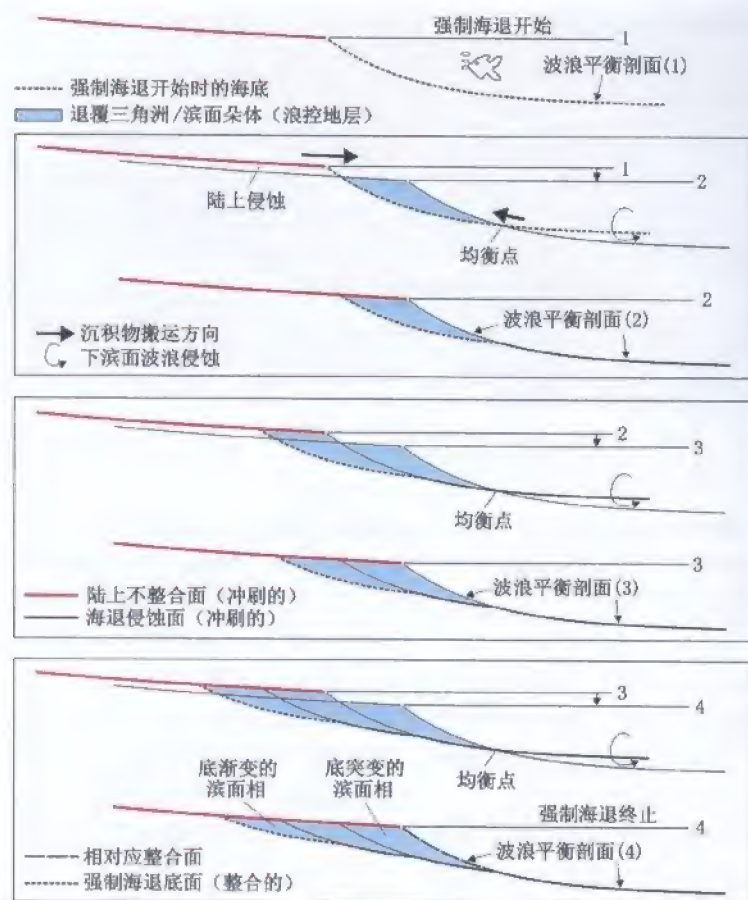 强制海退开始
1
波浪平衡剖面(1)
强制海退开始时的海底
退覆三角洲/滨面朵体（浪控地层）
1
2
陆上侵蚀
均衡点
2
沉积物搬运方向
下滨面波浪侵蚀
波浪平衡剖面(2)
2
3
均衡点
3
陆上不整合面（冲刷的）
海退侵蚀面（冲刷的）
波浪平衡剖面(3)
3
4
底渐变的
滨面相
底突变的
滨面相
均衡点
强制海退终止
4
相对应整合面
强制海退底面（整合的）
波浪平衡剖面(4)